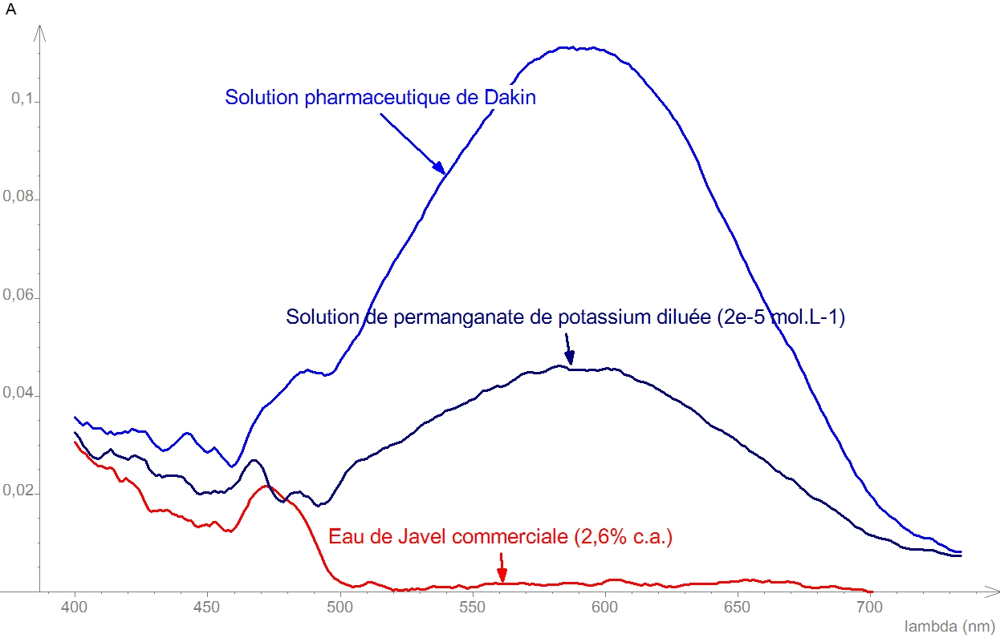 A
Solution pharmaceutique de Dakin
0,1
0,08
0,06
Solution de permanganate de potassium diluée (2e-5 mol.L-1)
0,04
0,02
Eau de Javel commerciale (2,6% c.a.)
400 450 500 550 600 650 700
lambda (nm)